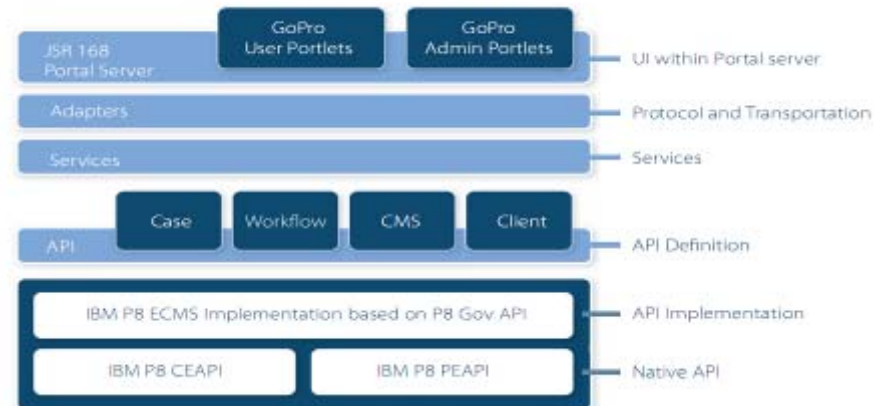 GoPro
User Portlets
GoPro
Admin Portlets
JSR 168
Portal Server
UI within Portal server
Adapters
Protocol and Transportation
Services
Services
Case
Workflow
CMS
Client
API
API Definition
IBM P8 ECMS Implementation based on P8 Gov API
API Implementation
IBM P8 CEAPI
IBM P8 PEAPI
Native API